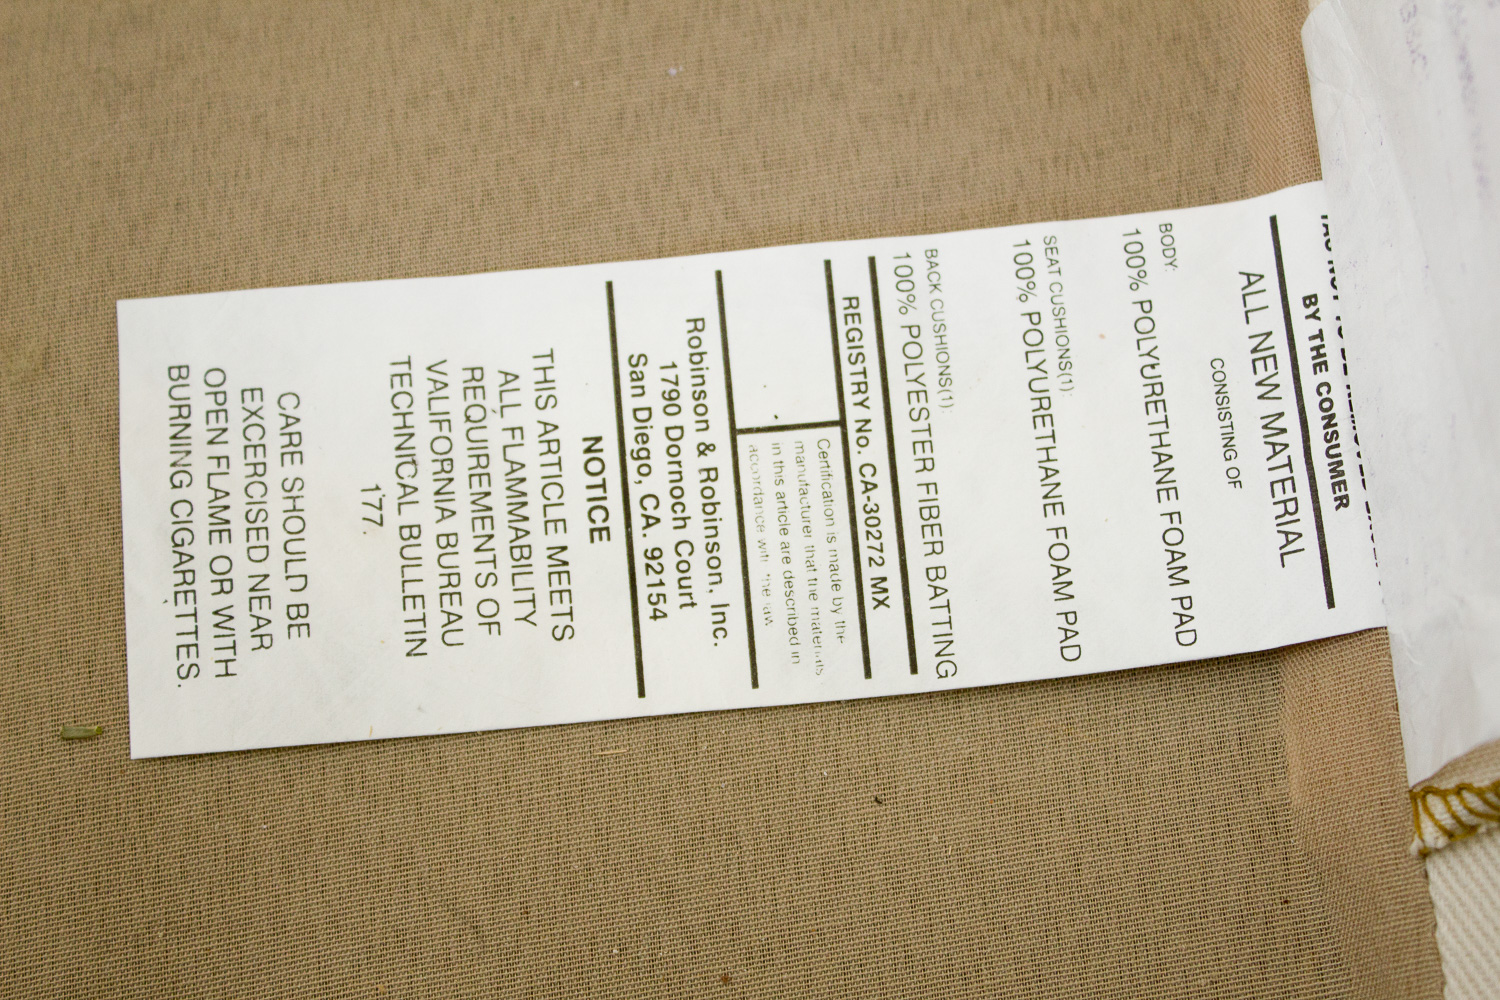 BY THE CONSUMER
ALL NEW MATERIAL
CONSISTING OF
BODY:
100% POLYURETHANE FOAM PAD
SEAT CUSHIONS(1):
100% POLYURETHANE FOAM PAD
BACK CUSHIONS(1):
100% POLYESTER FIBER BATTING
REGISTRY No. CA-30272 MX
Certification is made by the
manufacturer that the materials
in this article are described in
accordance with the law
Robinson & Robinson, Inc.
1790 Dornoch Court
San Diego, CA. 92154
NOTICE
THIS ARTICLE MEETS
ALL FLAMMABILITY
REQUIREMENTS OF
VALIFORNIA BUREAU
TECHNICAL BULLETIN
177.
CARE SHOULD BE
EXCERCISED NEAR
OPEN FLAME OR WITH
BURNING CIGARETTES.